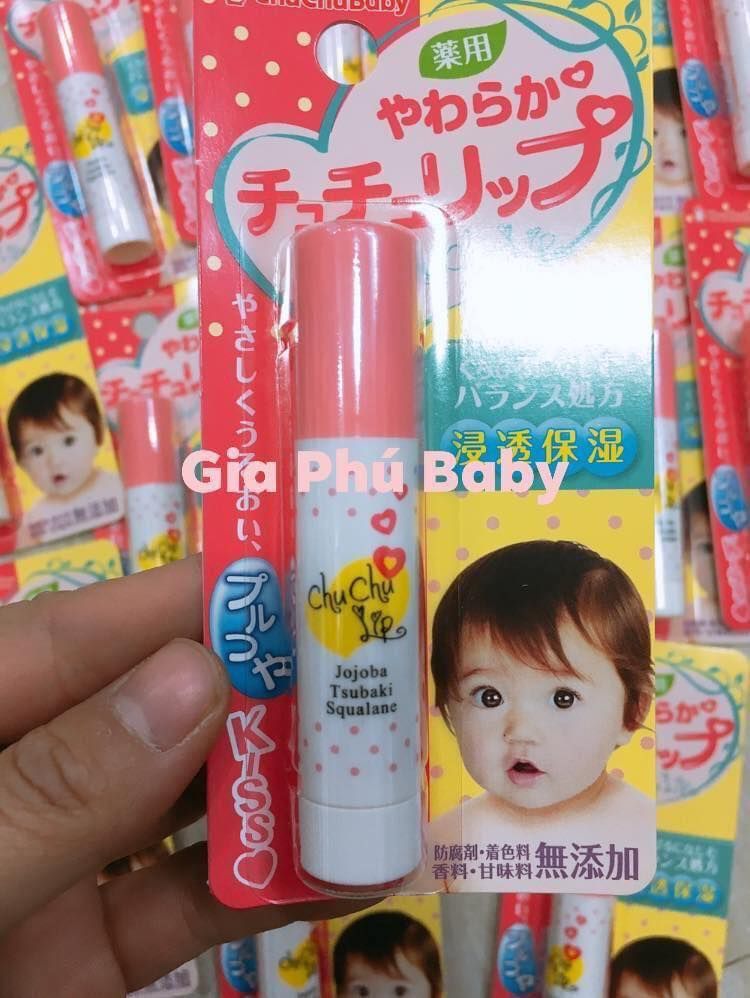 ChuChuBaby
薬用
やわらか
チュチュリップ
やさしくうるおい、
プルつや
Kiss
バランス処方
浸透保湿
Gia Phú Baby
Chu Chu
Lip
Jojoba
Tsubaki
Squalane
防腐剤・着色料
香料・甘味料
無添加